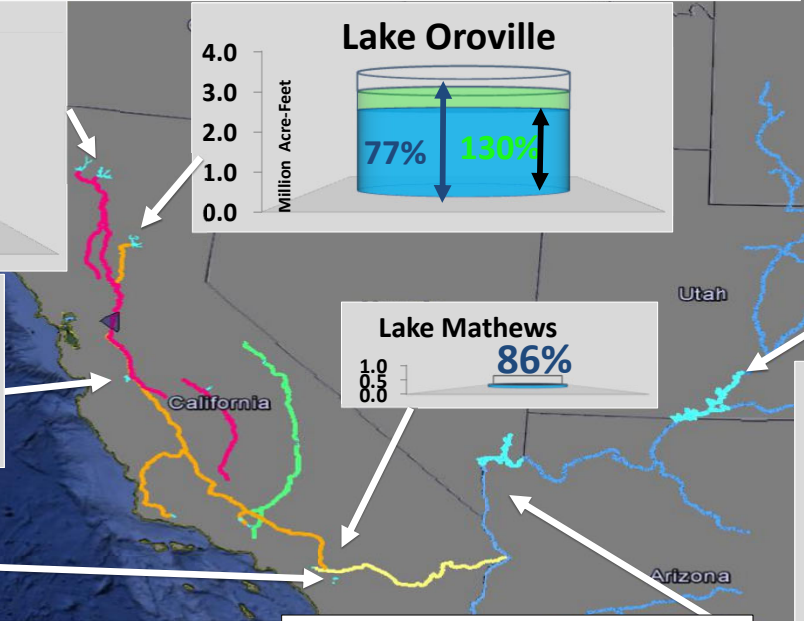 Lake Oroville
4.0
3.0
2.0
1.0
0.0
Million Acre-Feet
77%
130%
Utah
Lake Mathews
86%
1.0
0.5
0.0
California
Arizona